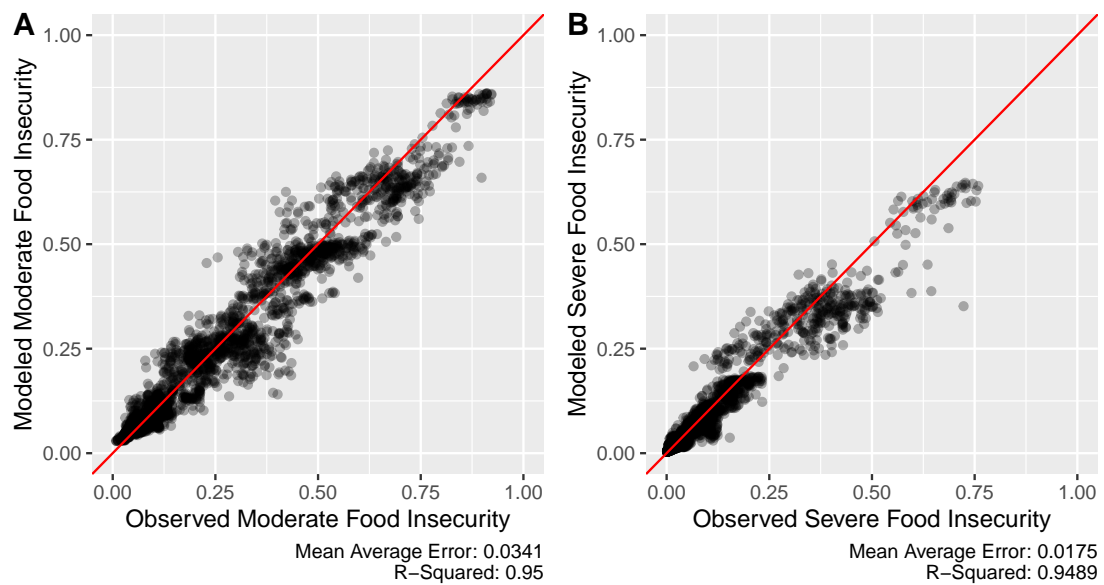 A
Modeled Moderate Food Insecurity
1.00
0.75
0.50
0.25
0.00
0.00 0.25 0.50 0.75 1.00
Observed Moderate Food Insecurity
Mean Average Error: 0.0341
R−Squared: 0.95
B
Modeled Severe Food Insecurity
1.00
0.75
0.50
0.25
0.00
0.00 0.25 0.50 0.75 1.00
Observed Severe Food Insecurity
Mean Average Error: 0.0175
R−Squared: 0.9489